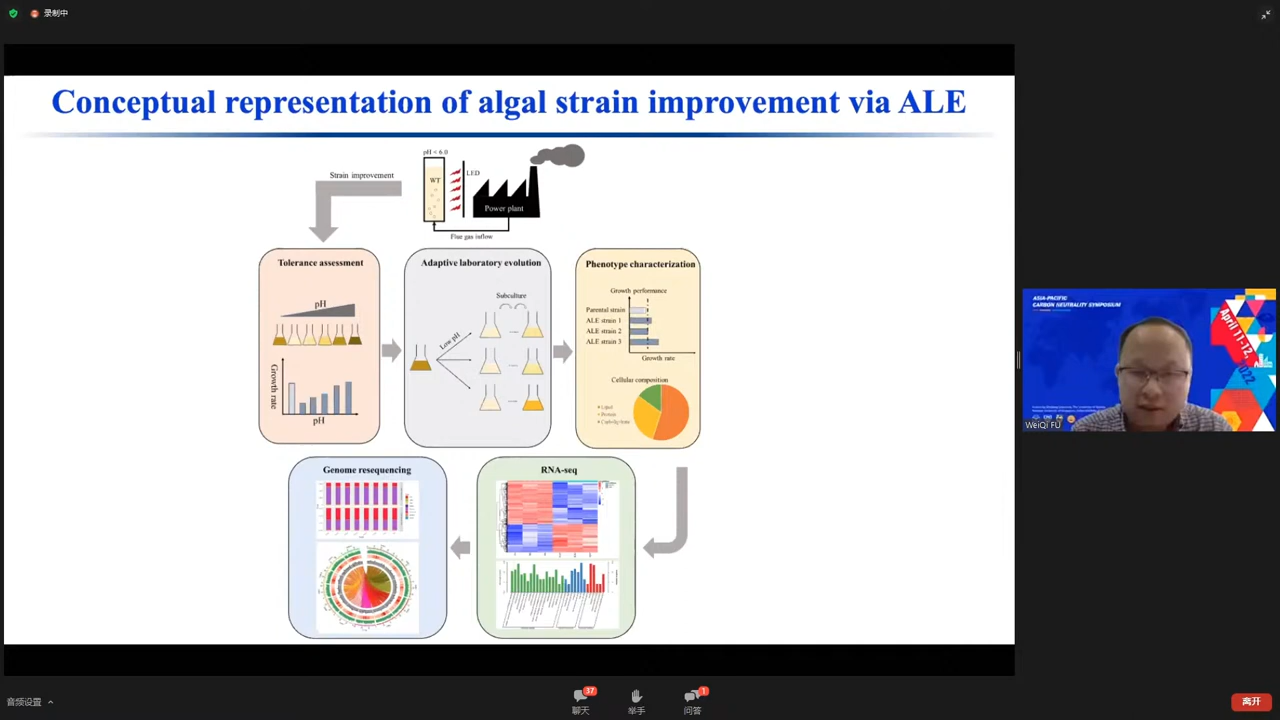 录制中
Conceptual representation of algal strain improvement via ALE
pH < 6.0
Strain improvement
WT
LED
Power plant
Flue gas inflow
Tolerance assessment
pH
Growth rate
pH
Adaptive laboratory evolution
Subculture
Low pH
Phenotype characterization
Growth performance
Parental strain
ALE strain 1
ALE strain 2
ALE strain 3
Growth rate
Cellular composition
Lipid
Protein
Genome resequencing
RNA-seq
ASIA-PACIFIC
CARBON NEUTRALITY SYMPOSIUM
April 11-12,
2022
WeiQi FU
音频设置
37
聊天
举手
1
问答
离开